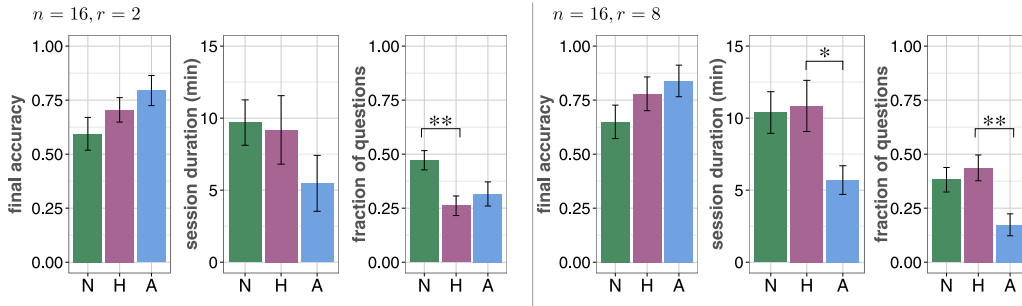 n = 16, r = 2
final accuracy
1.00
0.75
0.50
0.25
0.00
N H A
session duration (min)
15
10
5
0
N H A
fraction of questions
1.00
0.75
0.50
0.25
0.00
**
N H A
n = 16, r = 8
final accuracy
1.00
0.75
0.50
0.25
0.00
N H A
session duration (min)
15
10
5
0
*
N H A
fraction of questions
1.00
0.75
0.50
0.25
0.00
**
N H A